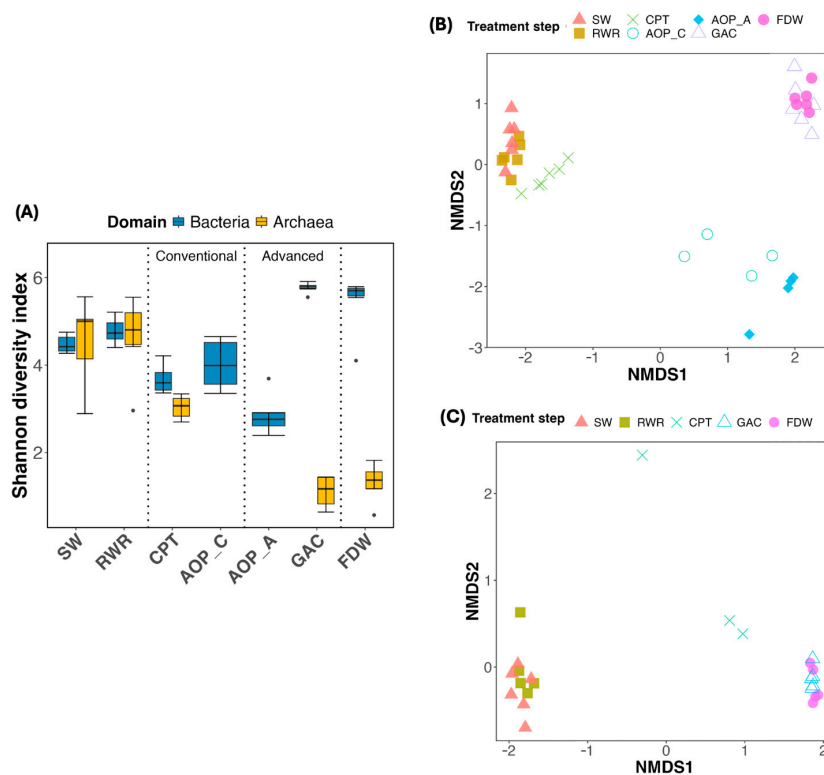 (A)
Domain Bacteria Archaea
Conventional Advanced
Shannon diversity index
6
4
2
SW RWR CPT AOP_C AOP_A GAC FDW
(B)
Treatment step SW CPT AOP_A FDW
RWR AOP_C GAC
NMDS2
1
0
-1
-2
-3
-2 -1 0 1 2
NMDS1
(C)
Treatment step SW RWR CPT GAC FDW
NMDS2
2
1
0
-2 -1 0 1 2
NMDS1